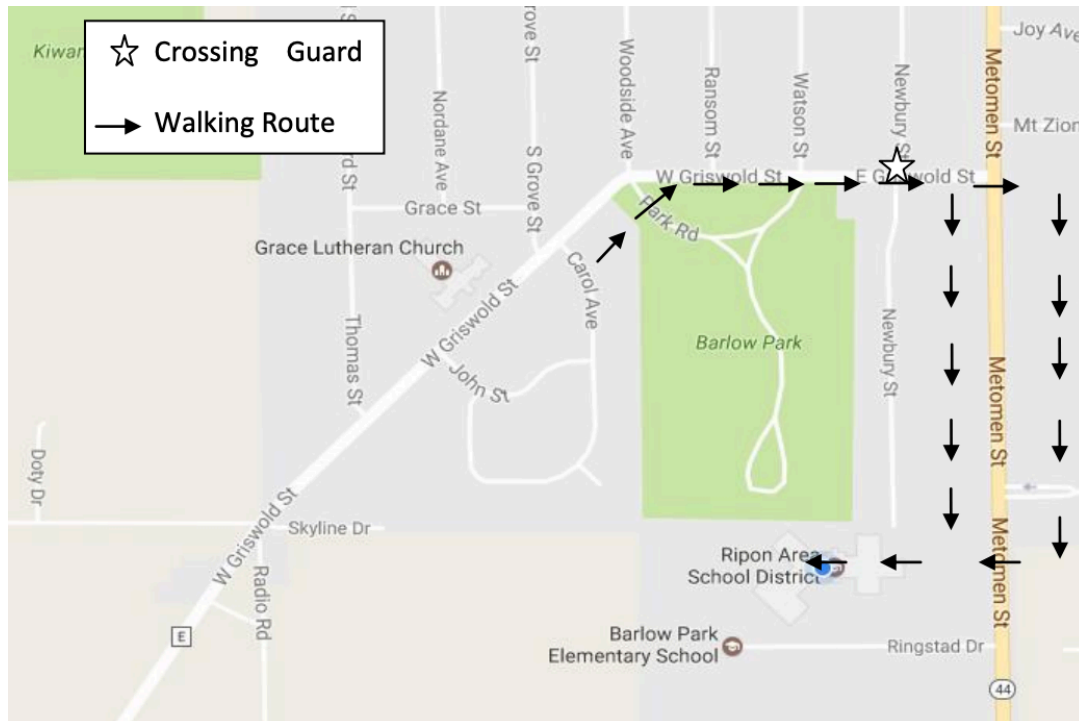 Crossing Guard
Walking Route
Kiwan
Nordane Ave
Grove St
Woodside Ave
Ransom St
Watson St
Newbury St
Metomen St
Joy Ave
Mt Zion
rd St
Grace St
S Grove St
W Griswold St
E Griswold St
Park Rd
Grace Lutheran Church
Carol Ave
W Griswold St
Thomas St
John St
Barlow Park
Newbury St
Metomen St
Doty Dr
W Griswold St
Skyline Dr
Radio Rd
E
Ripon Area
School District
Metomen St
Barlow Park
Elementary School
Ringstad Dr
44